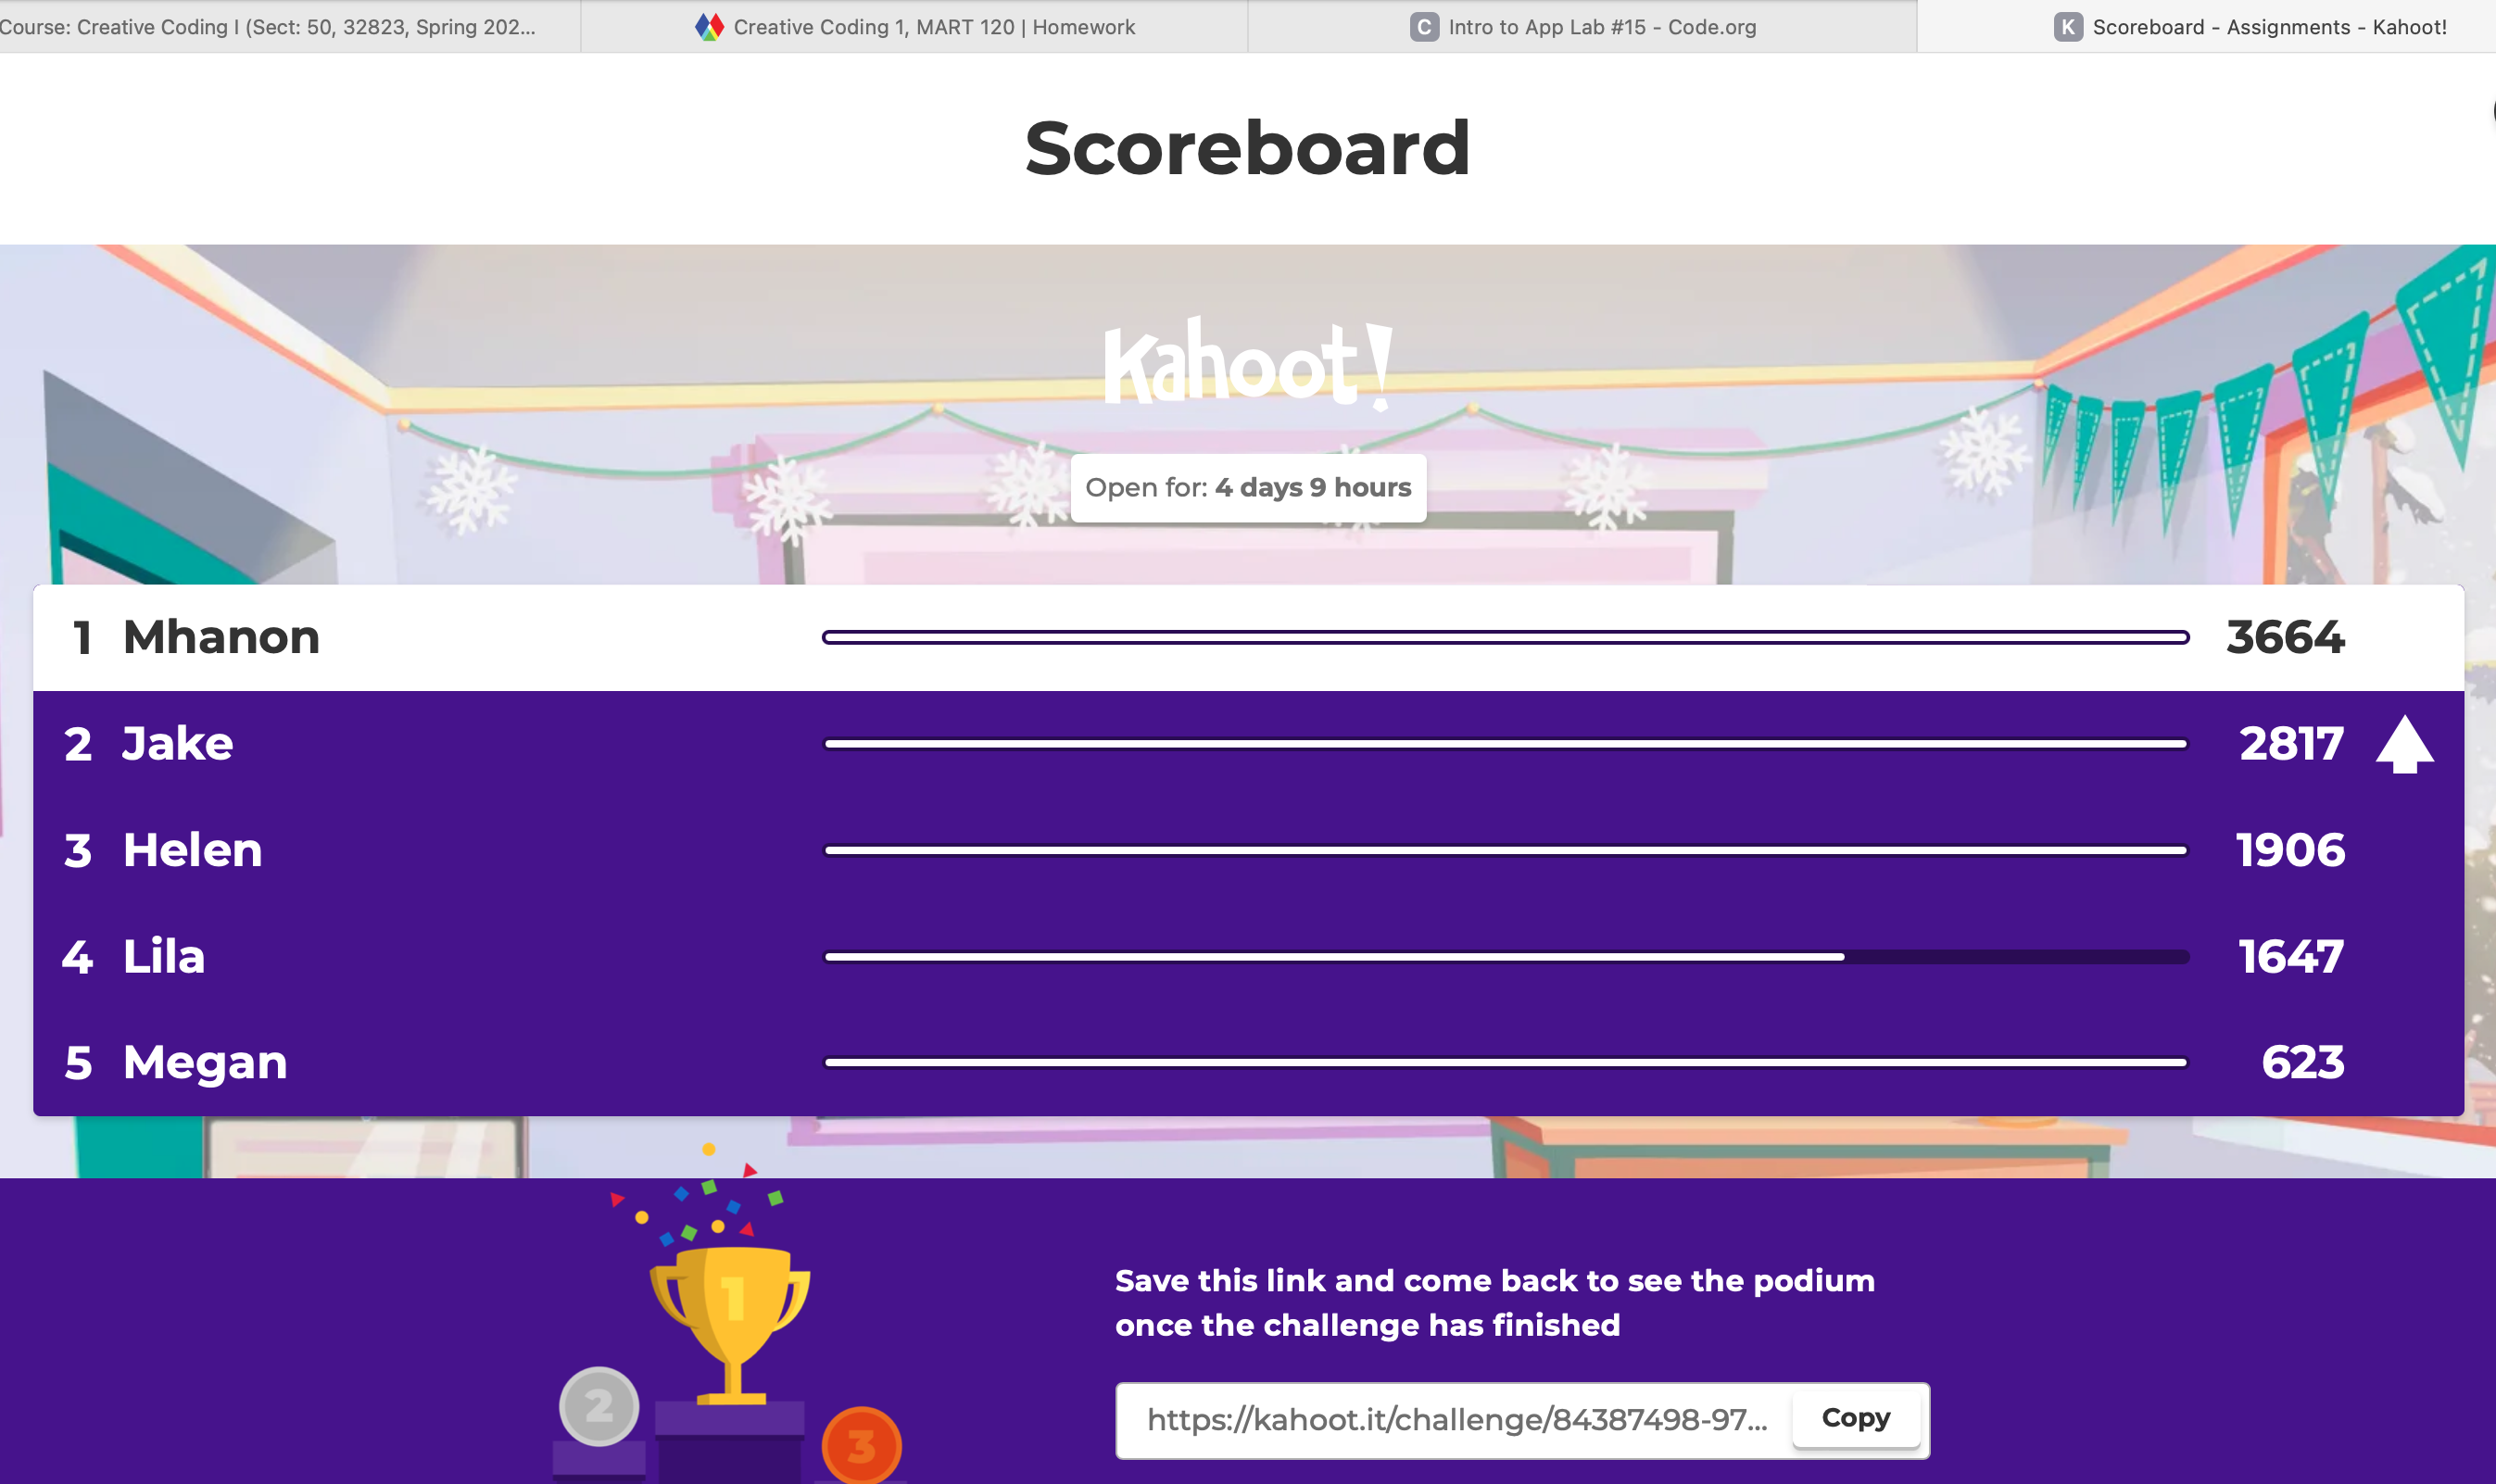 Course: Creative Coding I (Sect: 50, 32823, Spring 202...
Creative Coding 1, MART 120 | Homework
C Intro to App Lab #15 - Code.org
K Scoreboard - Assignments - Kahoot!
Scoreboard
Kahoot!
Open for: 4 days 9 hours
1 Mhanon 3664
2 Jake 2817
3 Helen 1906
4 Lila 1647
5 Megan 623
1
2
3
Save this link and come back to see the podium
once the challenge has finished
https://kahoot.it/challenge/84387498-97... Copy